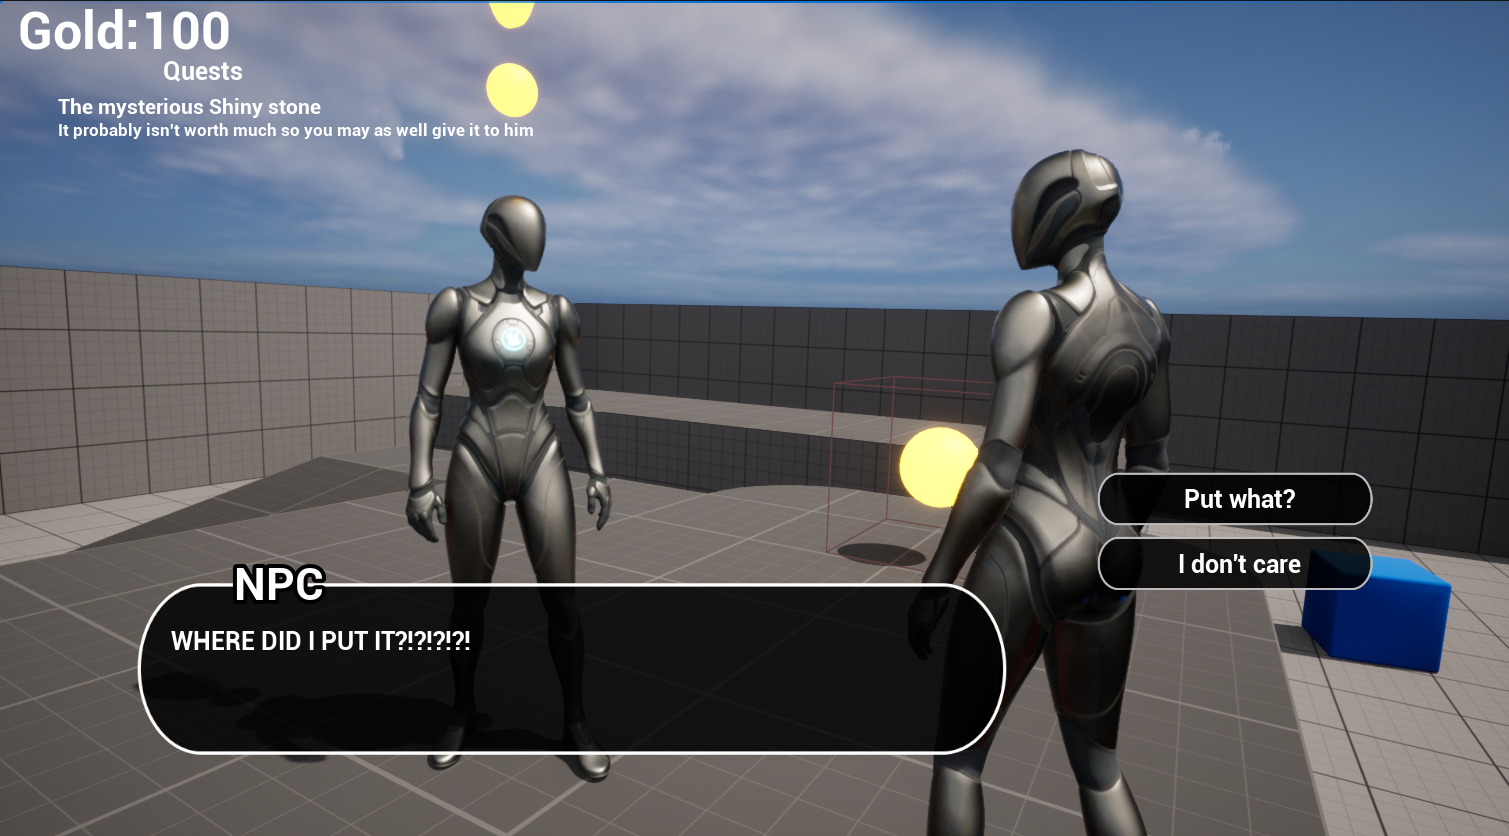 Gold:100
Quests
The mysterious Shiny stone
It probably isn't worth much so you may as well give it to him
Put what?
I don't care
NPC
WHERE DID I PUT IT?!?!?!?!